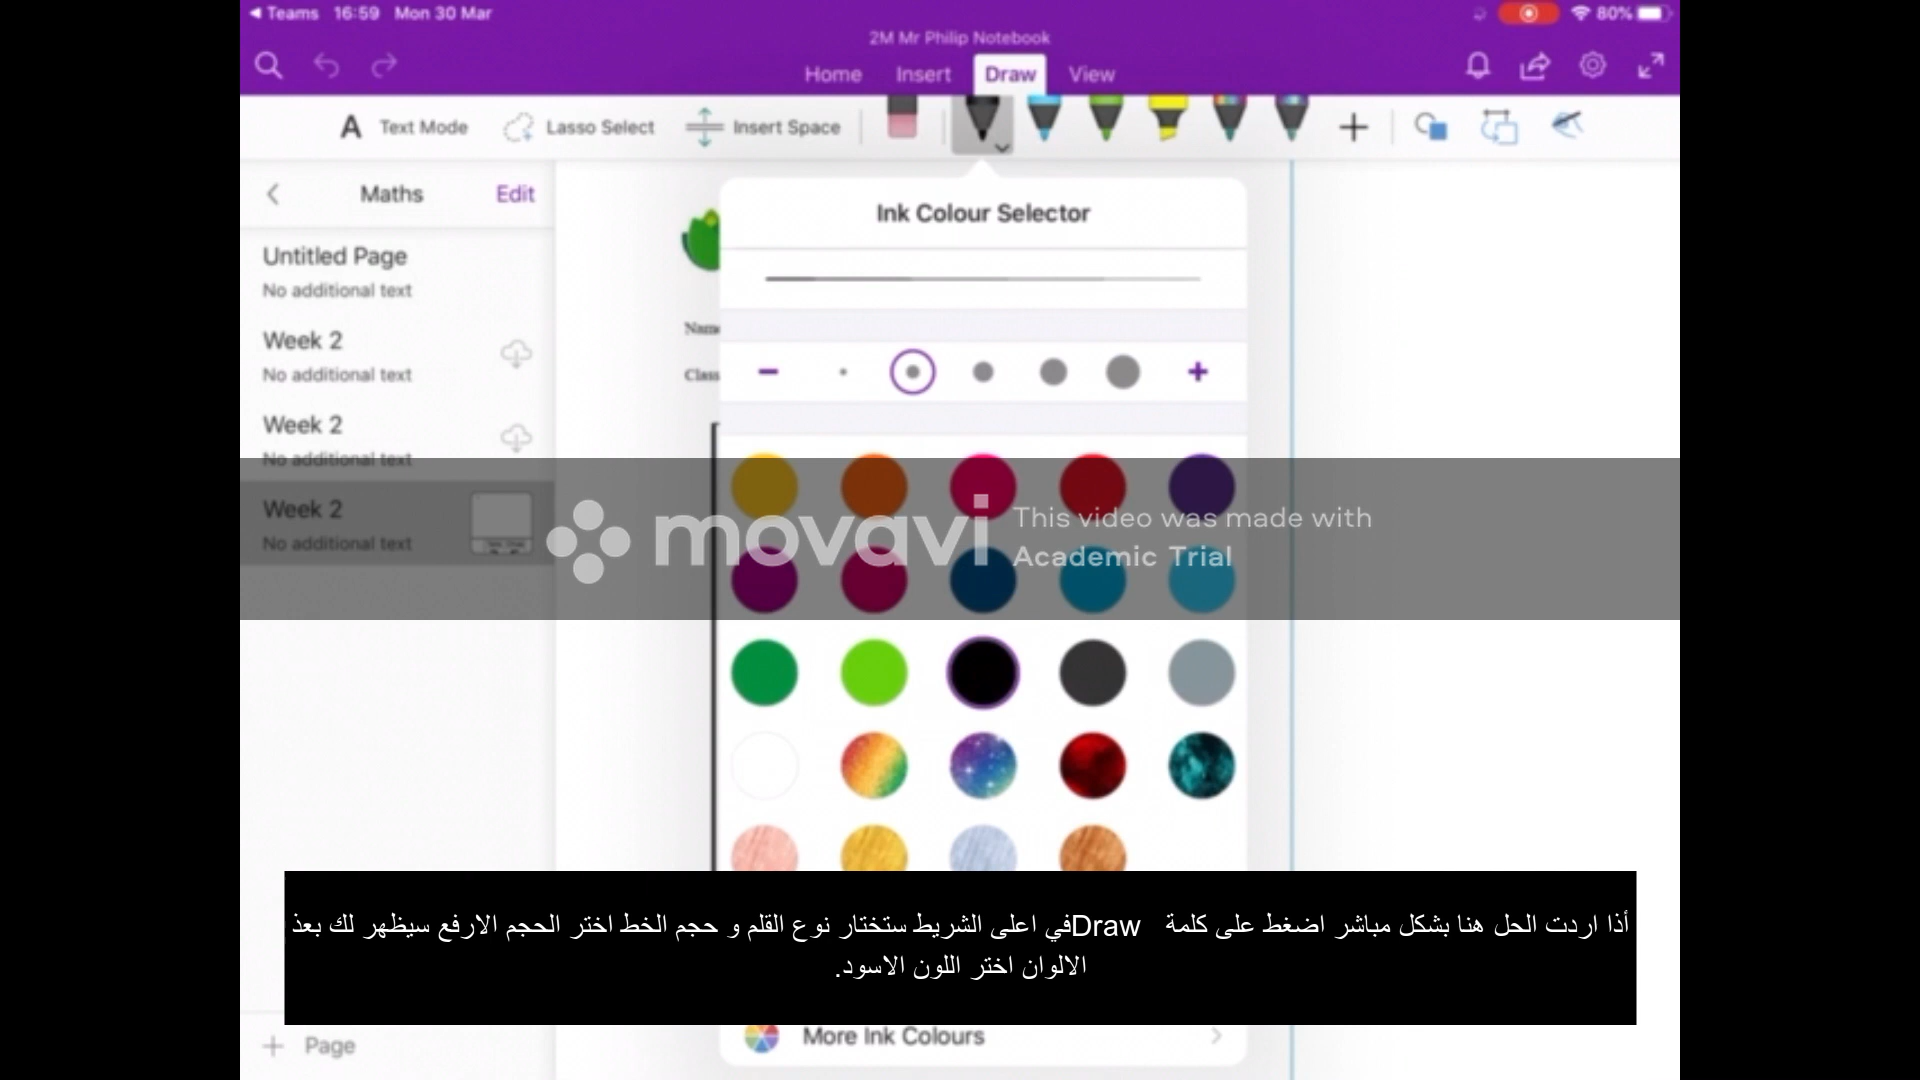 Teams 16:59 Mon 30 Mar
80%
2M Mr Philip Notebook
Home Insert Draw View
A Text Mode Lasso Select Insert Space
Maths Edit
Ink Colour Selector
Untitled Page
No additional text
Name
Class
Week 2
No additional text
Week 2
No additional text
Week 2
No additional text
movavi
This video was made with
Academic Trial
أذا اردت الحل هنا بشكل مباشر اضغط على كلمة Drawفي اعلى الشريط ستختار نوع القلم و حجم الخط اختر الحجم الارفع سيظهر لك بعذ
الالوان اختر اللون الاسود.
More Ink Colours
Page